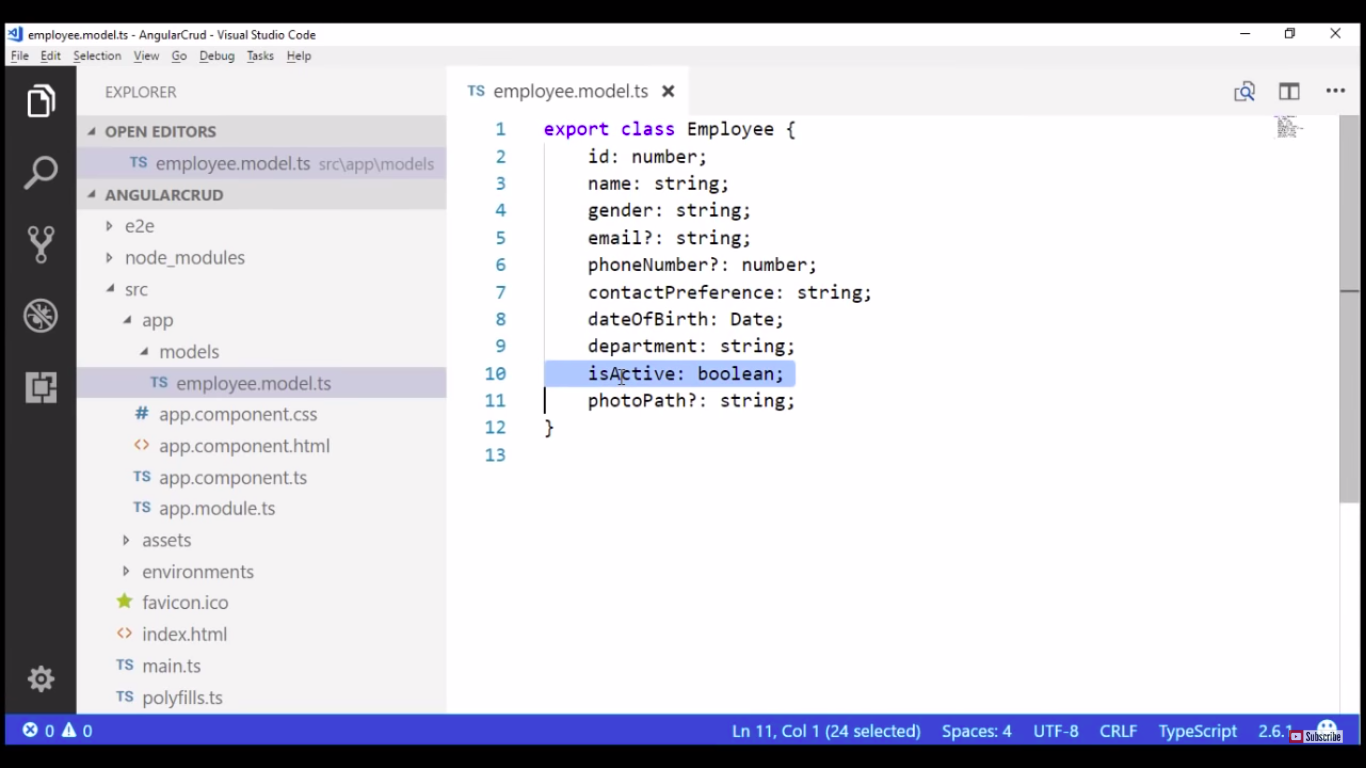 employee.model.ts - AngularCrud - Visual Studio Code
File Edit Selection View Go Debug Tasks Help
EXPLORER
OPEN EDITORS
TS employee.model.ts src\app\models
ANGULARCRUD
e2e
node_modules
src
app
models
TS employee.model.ts
# app.component.css
<> app.component.html
TS app.component.ts
TS app.module.ts
assets
environments
favicon.ico
<> index.html
TS main.ts
TS polyfills.ts
TS employee.model.ts
1 export class Employee {
2 id: number;
3 name: string;
4 gender: string;
5 email?: string;
6 phoneNumber?: number;
7 contactPreference: string;
8 dateOfBirth: Date;
9 department: string;
10 isActive: boolean;
11 photoPath?: string;
12 }
13
0 0 Ln 11, Col 1 (24 selected) Spaces: 4 UTF-8 CRLF TypeScript 2.6.1
Subscribe